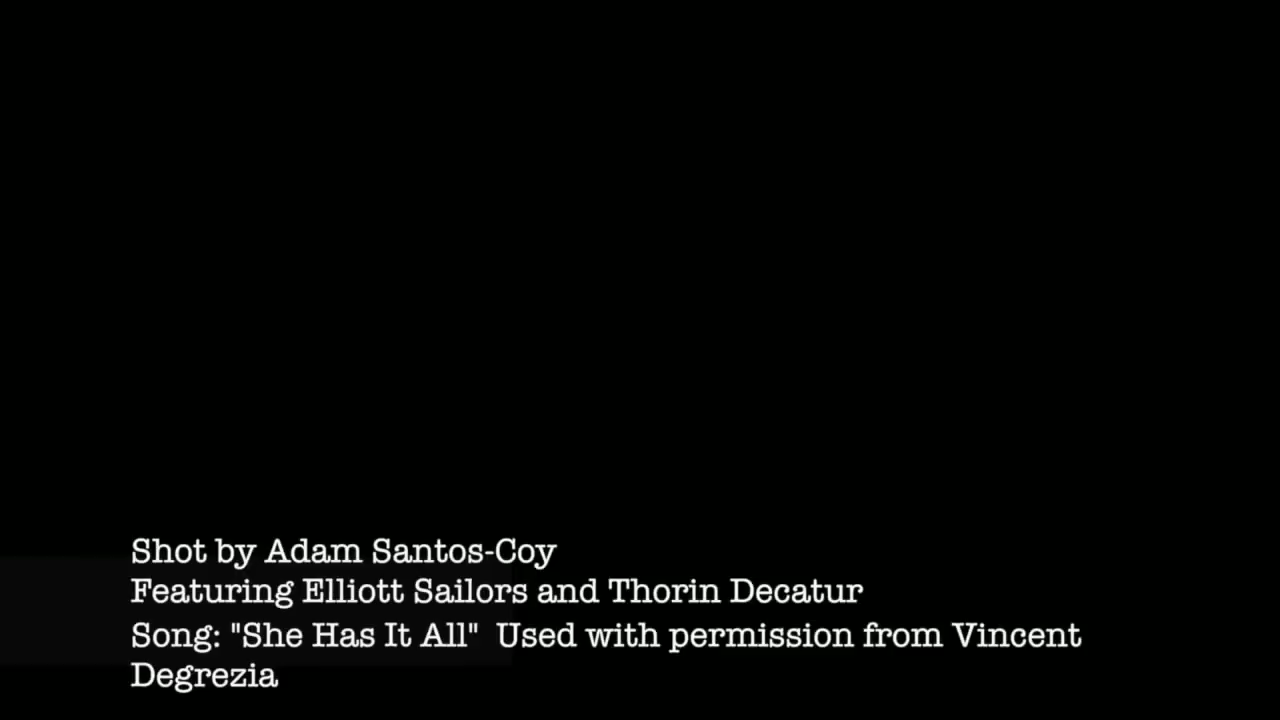 Shot by Adam Santos-Coy
Featuring Elliott Sailors and Thorin Decatur
Song: "She Has It All"  Used with permission from Vincent
Degrezia